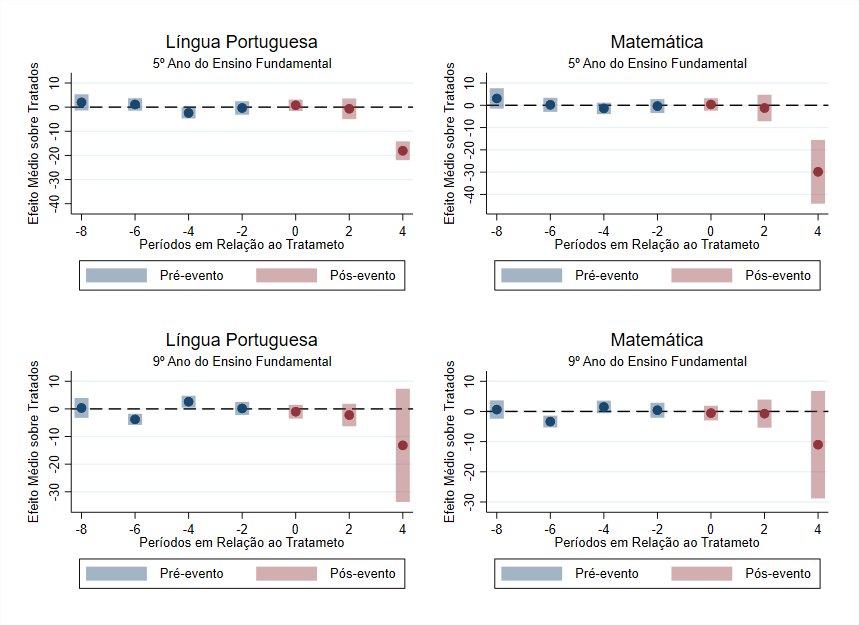 Língua Portuguesa
5º Ano do Ensino Fundamental
Efeito Médio sobre Tratados
10
0
-10
-20
-30
-40
-8 -6 -4 -2 0 2 4
Períodos em Relação ao Tratameto
Pré-evento Pós-evento
Matemática
5º Ano do Ensino Fundamental
Efeito Médio sobre Tratados
10
0
-10
-20
-30
-40
-8 -6 -4 -2 0 2 4
Períodos em Relação ao Tratameto
Pré-evento Pós-evento
Língua Portuguesa
9º Ano do Ensino Fundamental
Efeito Médio sobre Tratados
10
0
-10
-20
-30
-8 -6 -4 -2 0 2 4
Períodos em Relação ao Tratameto
Pré-evento Pós-evento
Matemática
9º Ano do Ensino Fundamental
Efeito Médio sobre Tratados
10
0
-10
-20
-30
-8 -6 -4 -2 0 2 4
Períodos em Relação ao Tratameto
Pré-evento Pós-evento